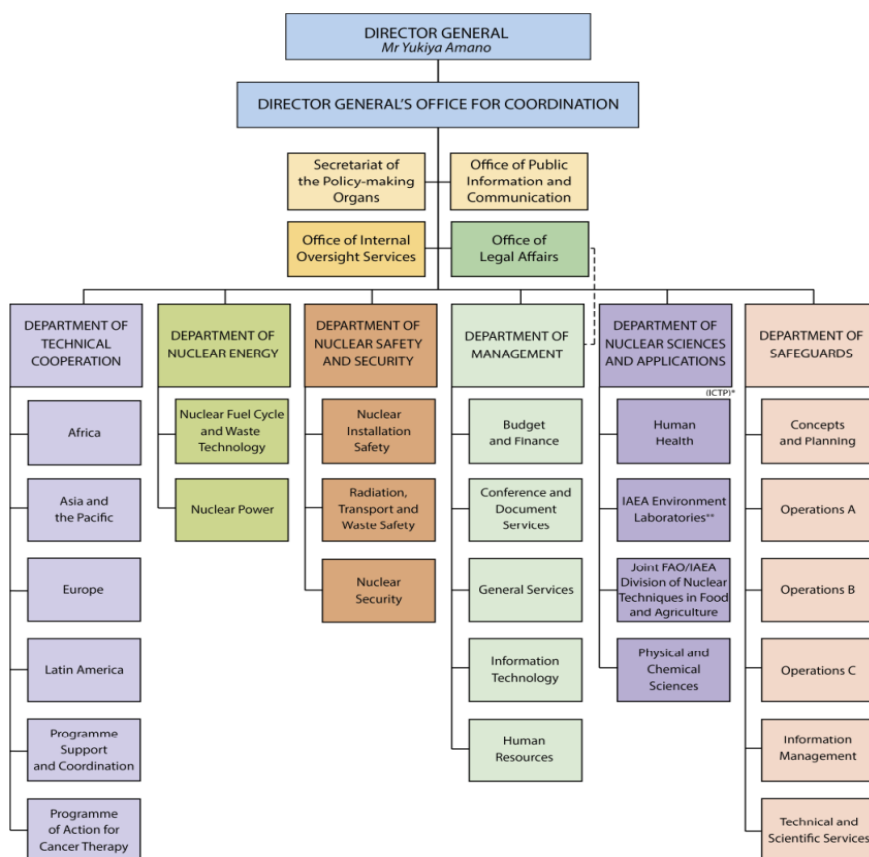 DIRECTOR GENERAL
Mr Yukiya Amano
DIRECTOR GENERAL'S OFFICE FOR COORDINATION
Secretariat of
the Policy-making
Organs
Office of Public
Information and
Communication
Office of Internal
Oversight Services
Office of
Legal Affairs
DEPARTMENT OF
TECHNICAL
COOPERATION
DEPARTMENT OF
NUCLEAR ENERGY
DEPARTMENT OF
NUCLEAR SAFETY
AND SECURITY
DEPARTMENT OF
MANAGEMENT
DEPARTMENT OF
NUCLEAR SCIENCES
AND APPLICATIONS
(ICTP)*
DEPARTMENT OF
SAFEGUARDS
Africa
Asia and
the Pacific
Europe
Latin America
Programme
Support
and Coordination
Programme
of Action for
Cancer Therapy
Nuclear Fuel Cycle
and Waste
Technology
Nuclear Power
Nuclear
Installation
Safety
Radiation,
Transport and
Waste Safety
Nuclear
Security
Budget
and Finance
Conference and
Document
Services
General Services
Information
Technology
Human
Resources
Human
Health
IAEA Environment
Laboratories**
Joint FAO/IAEA
Division of Nuclear
Techniques in Food
and Agriculture
Physical and
Chemical
Sciences
Concepts
and Planning
Operations A
Operations B
Operations C
Information
Management
Technical and
Scientific Services